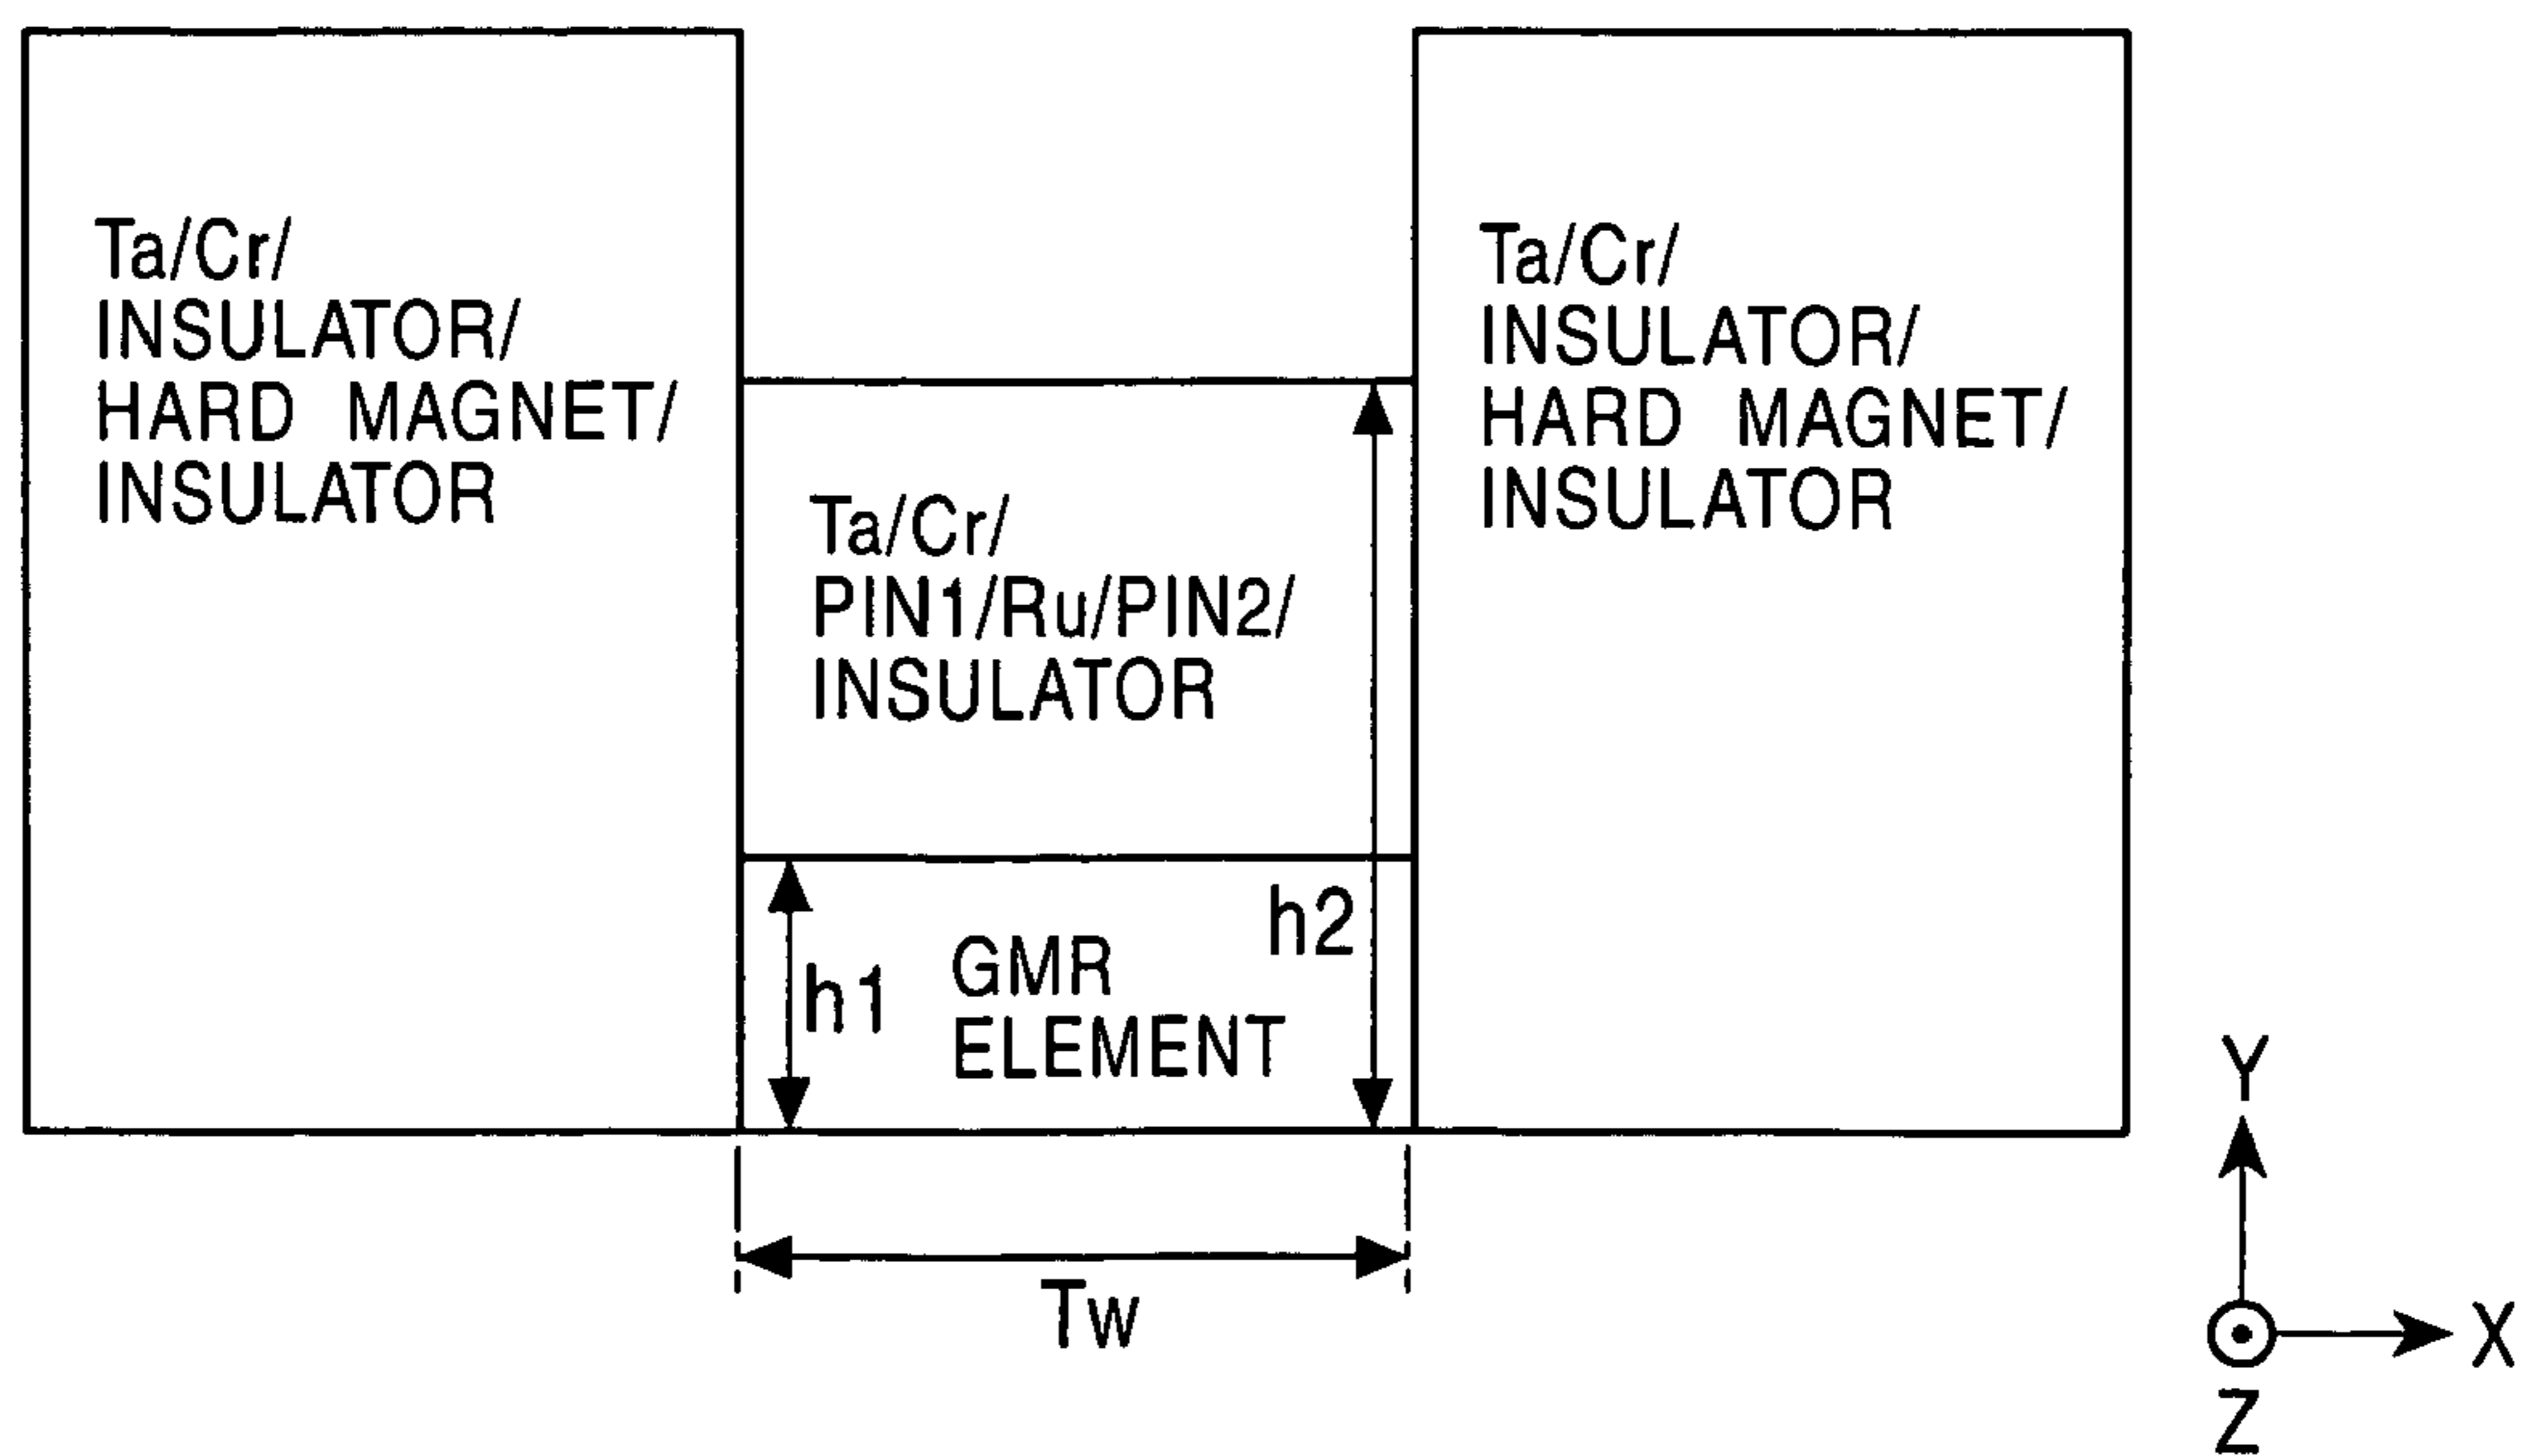 Ta/Cr/
INSULATOR/
HARD MAGNET/
INSULATOR
Ta/Cr/
PIN1/Ru/PIN2/
INSULATOR
Ta/Cr/
INSULATOR/
HARD MAGNET/
INSULATOR
h1
GMR
ELEMENT
h2
Tw
Y
X
Z